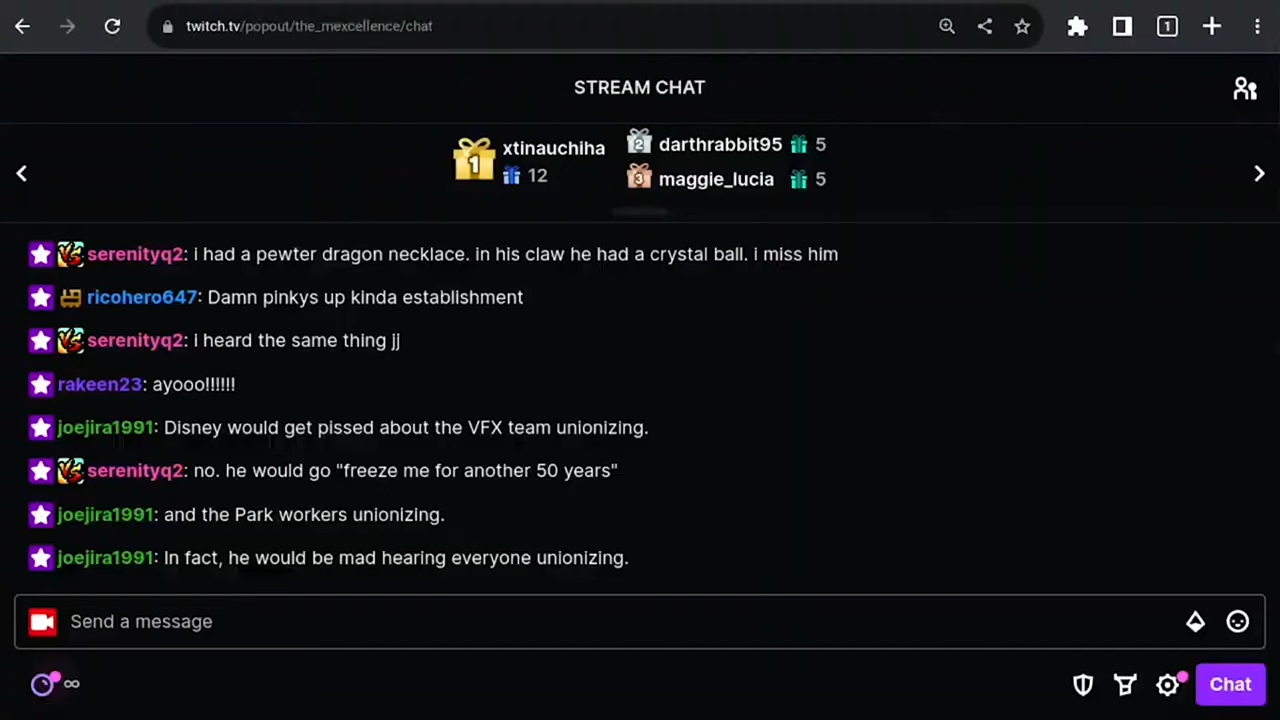 twitch.tv/popout/the_mexcellence/chat
1
STREAM CHAT
1 xtinauchiha
12
2 darthrabbit95 5
3 maggie_lucia 5
serenityq2: i had a pewter dragon necklace. in his claw he had a crystal ball. i miss him
ricohero647: Damn pinkys up kinda establishment
serenityq2: i heard the same thing jj
rakeen23: ayooo!!!!!!
joejira1991: Disney would get pissed about the VFX team unionizing.
serenityq2: no. he would go "freeze me for another 50 years"
joejira1991: and the Park workers unionizing.
joejira1991: In fact, he would be mad hearing everyone unionizing.
Send a message
∞
Chat